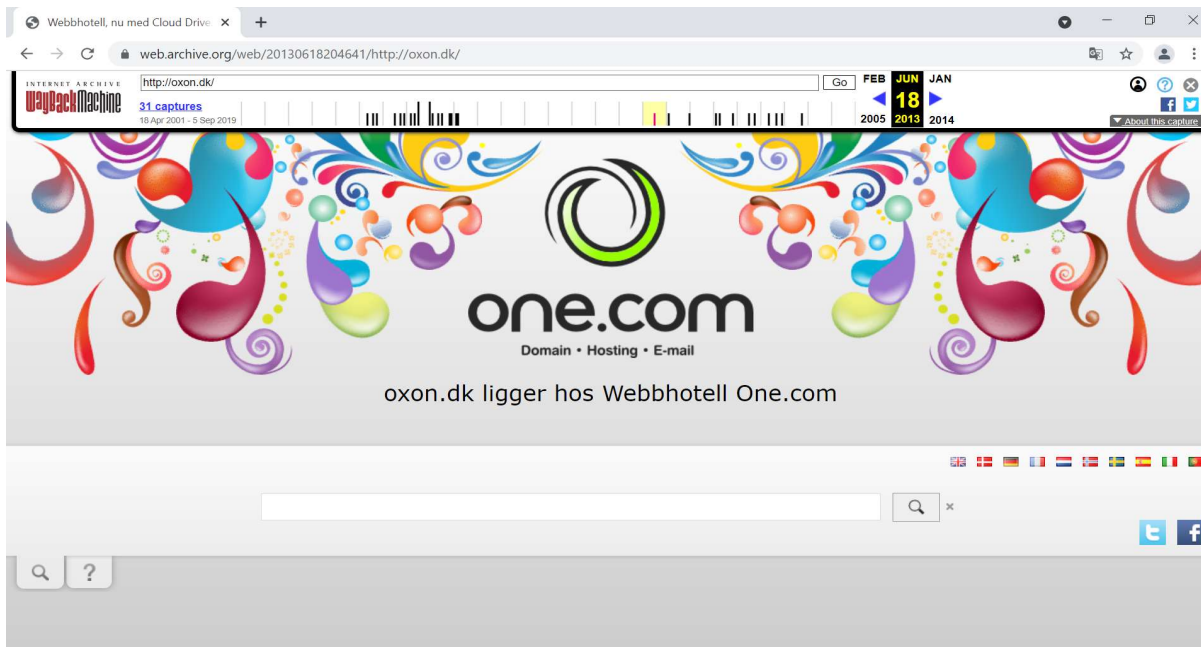 Webbhotell, nu med Cloud Drive
web.archive.org/web/20130618204641/http://oxon.dk/
INTERNET ARCHIVE
WayBackMachine
http://oxon.dk/
Go
FEB JUN JAN
31 captures
18
18 Apr 2001 - 5 Sep 2019
2005 2013 2014
About this capture
one.com
Domain • Hosting • E-mail
oxon.dk ligger hos Webbhotell One.com